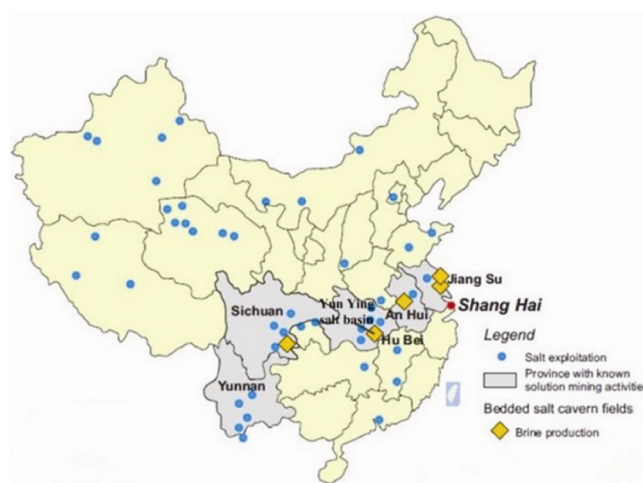 Jiang Su
Shang Hai
Sichuan
Yun Ying
salt basin
An Hui
Hu Bei
Yunnan
Legend
Salt exploitation
Province with known
solution mining activitie
Bedded salt cavern fields
Brine production